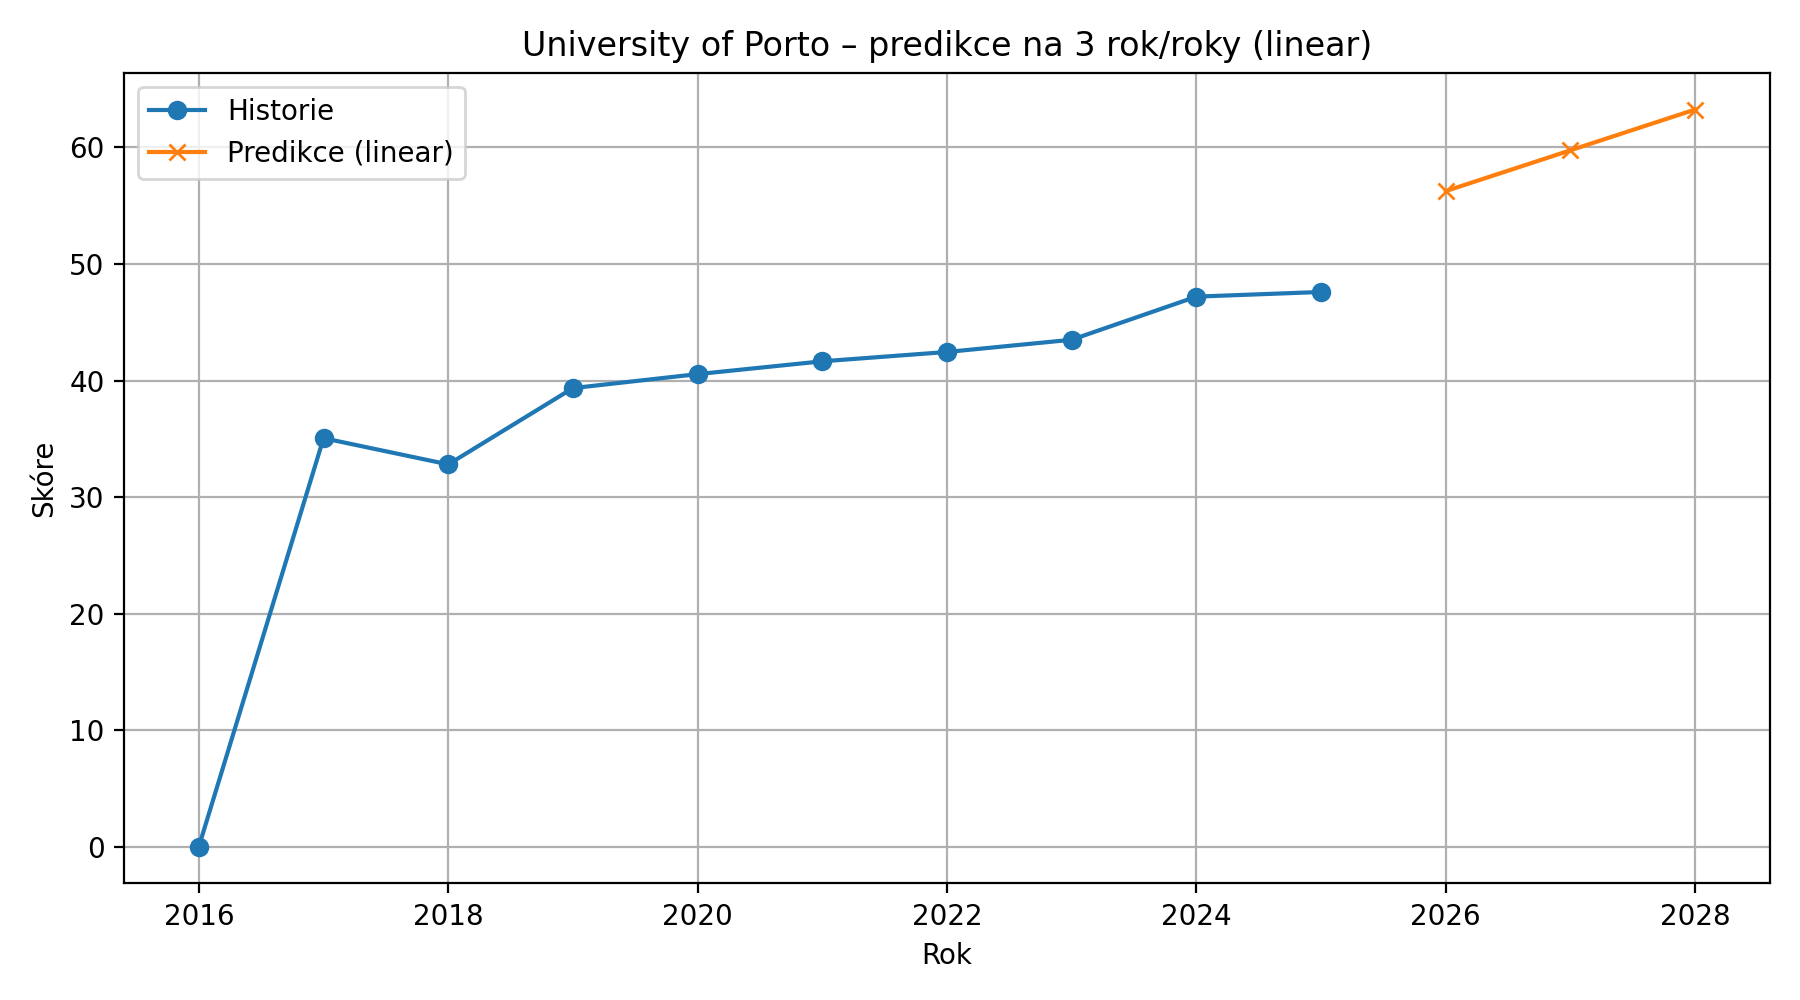 University of Porto – predikce na 3 rok/roky (linear)
Historie
Predikce (linear)
Skóre
60
50
40
30
20
10
0
2016 2018 2020 2022 2024 2026 2028
Rok